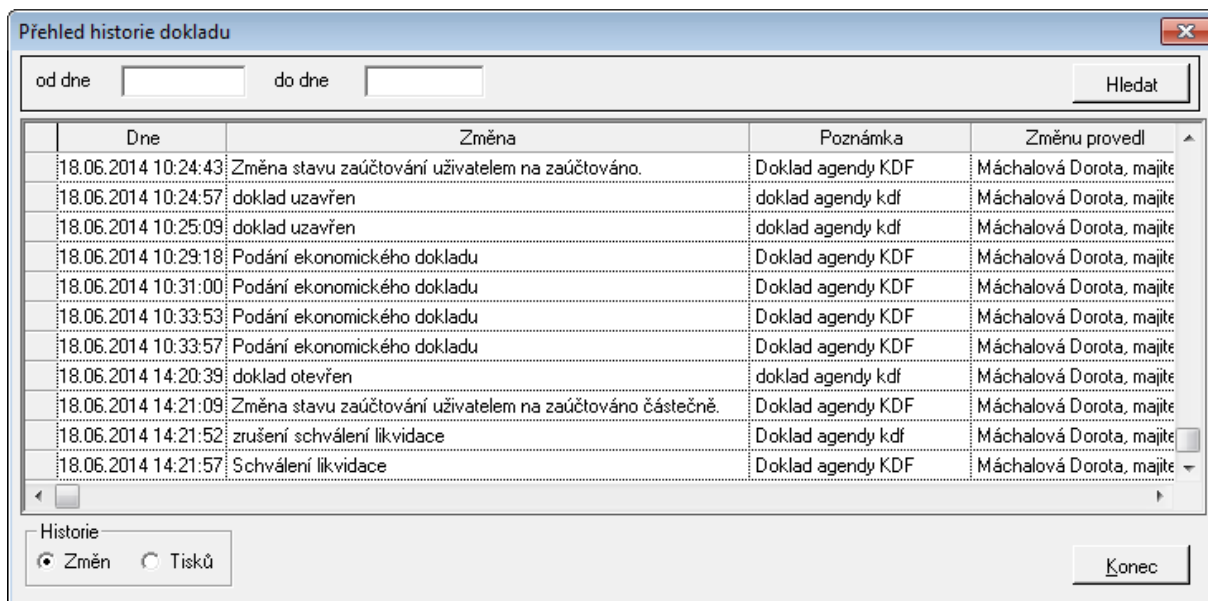 Přehled historie dokladu
od dne do dne Hledat
Dne Změna Poznámka Změnu provedl
18.06.2014 10:24:43 Změna stavu zaúčtování uživatelem na zaúčtováno. Doklad agendy KDF Máchalová Dorota, majite
18.06.2014 10:24:57 doklad uzavřen doklad agendy kdf Máchalová Dorota, majite
18.06.2014 10:25:09 doklad uzavřen doklad agendy kdf Máchalová Dorota, majite
18.06.2014 10:29:18 Podání ekonomického dokladu Doklad agendy KDF Máchalová Dorota, majite
18.06.2014 10:31:00 Podání ekonomického dokladu Doklad agendy KDF Máchalová Dorota, majite
18.06.2014 10:33:53 Podání ekonomického dokladu Doklad agendy KDF Máchalová Dorota, majite
18.06.2014 10:33:57 Podání ekonomického dokladu Doklad agendy KDF Máchalová Dorota, majite
18.06.2014 14:20:39 doklad otevřen doklad agendy kdf Máchalová Dorota, majite
18.06.2014 14:21:09 Změna stavu zaúčtování uživatelem na zaúčtováno částečně. Doklad agendy KDF Máchalová Dorota, majite
18.06.2014 14:21:52 zrušení schválení likvidace Doklad agendy kdf Máchalová Dorota, majite
18.06.2014 14:21:57 Schválení likvidace Doklad agendy KDF Máchalová Dorota, majite
Historie
Změn Tisků Konec